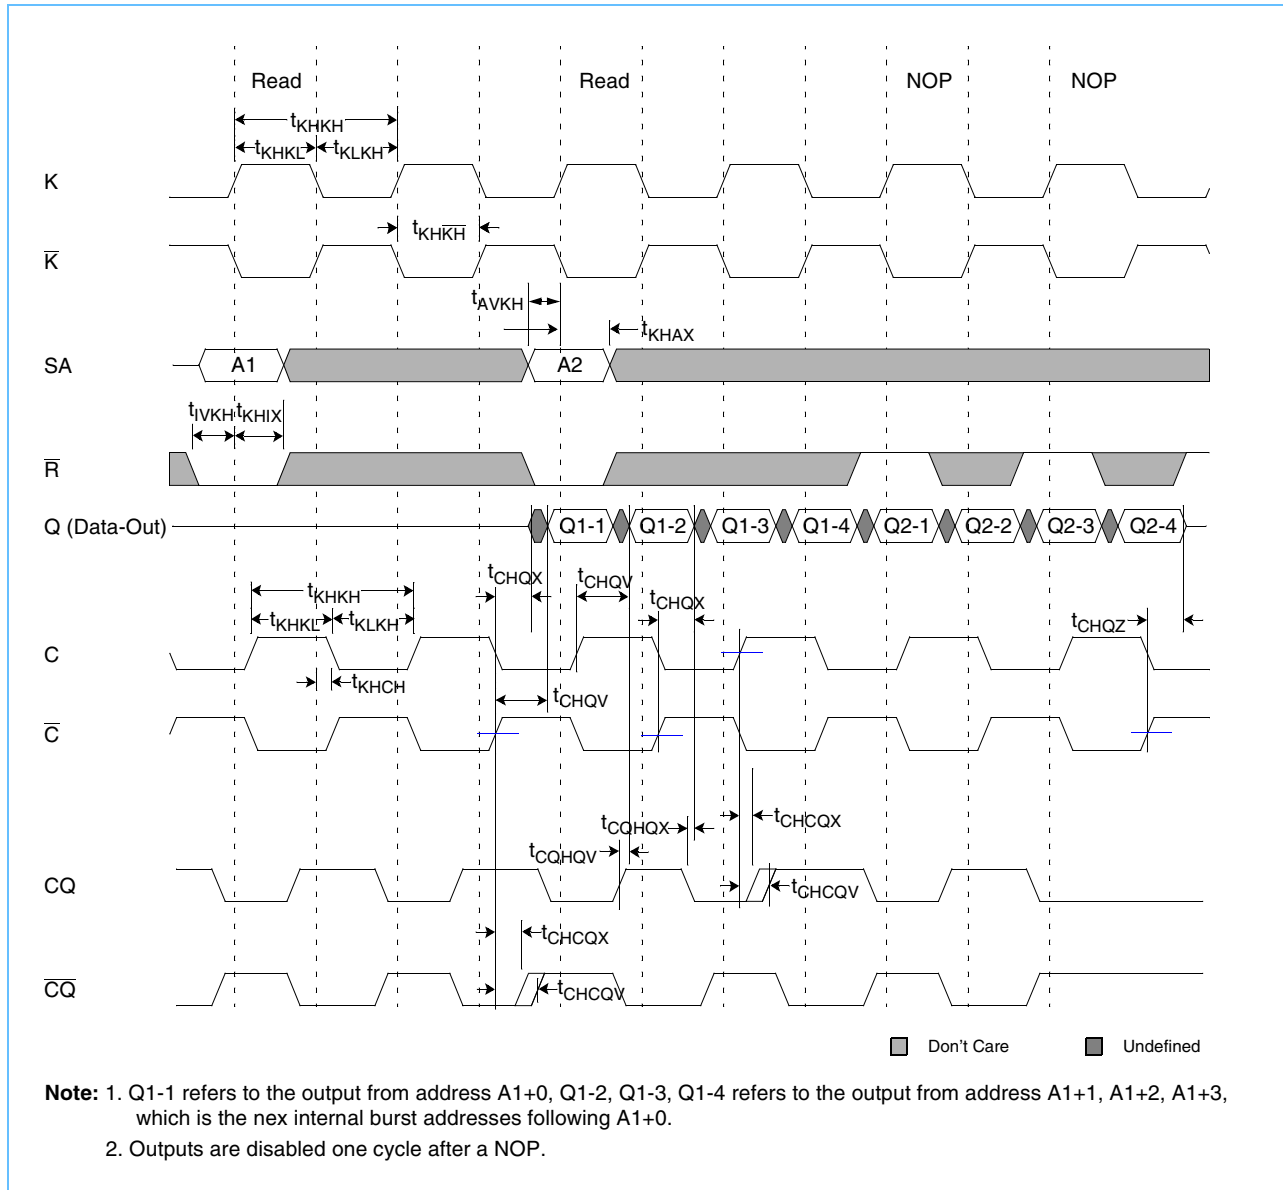 Read Read NOP NOP
tKHKH
tKHKL tKLKH
K
tKHK̅H̅
K̅
tAVKH
tKHAX
SA A1 A2
tIVKH tKHIX
R̅
Q (Data-Out) Q1-1 Q1-2 Q1-3 Q1-4 Q2-1 Q2-2 Q2-3 Q2-4
tCHQX tCHQV
tKHKH tCHQX
tKHKL tKLKH tCHQZ
C
tKHCH
tCHQV
C̅
tCHCQX
tCQHQX
tCQHQV
CQ tCHCQV
tCHCQX
C̅Q̅ tCHCQV
Don't Care Undefined
Note: 1. Q1-1 refers to the output from address A1+0, Q1-2, Q1-3, Q1-4 refers to the output from address A1+1, A1+2, A1+3,
which is the nex internal burst addresses following A1+0.
2. Outputs are disabled one cycle after a NOP.